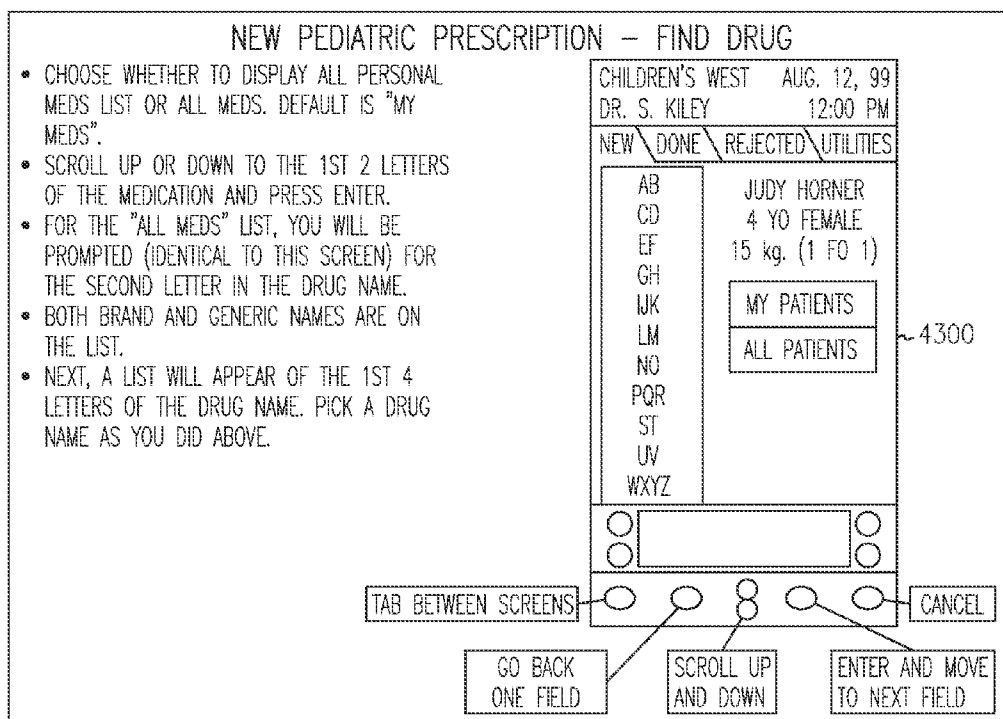 NEW PEDIATRIC PRESCRIPTION – FIND DRUG
• CHOOSE WHETHER TO DISPLAY ALL PERSONAL
MEDS LIST OR ALL MEDS. DEFAULT IS "MY
MEDS".
• SCROLL UP OR DOWN TO THE 1ST 2 LETTERS
OF THE MEDICATION AND PRESS ENTER.
• FOR THE "ALL MEDS" LIST, YOU WILL BE
PROMPTED (IDENTICAL TO THIS SCREEN) FOR
THE SECOND LETTER IN THE DRUG NAME.
• BOTH BRAND AND GENERIC NAMES ARE ON
THE LIST.
• NEXT, A LIST WILL APPEAR OF THE 1ST 4
LETTERS OF THE DRUG NAME. PICK A DRUG
NAME AS YOU DID ABOVE.
CHILDREN'S WEST AUG. 12, 99
DR. S. KILEY 12:00 PM
NEW DONE REJECTED UTILITIES
AB
CD
EF
GH
IJK
LM
NO
PQR
ST
UV
WXYZ
JUDY HORNER
4 YO FEMALE
15 kg. (1 FO 1)
MY PATIENTS
ALL PATIENTS
4300
TAB BETWEEN SCREENS
CANCEL
GO BACK
ONE FIELD
SCROLL UP
AND DOWN
ENTER AND MOVE
TO NEXT FIELD